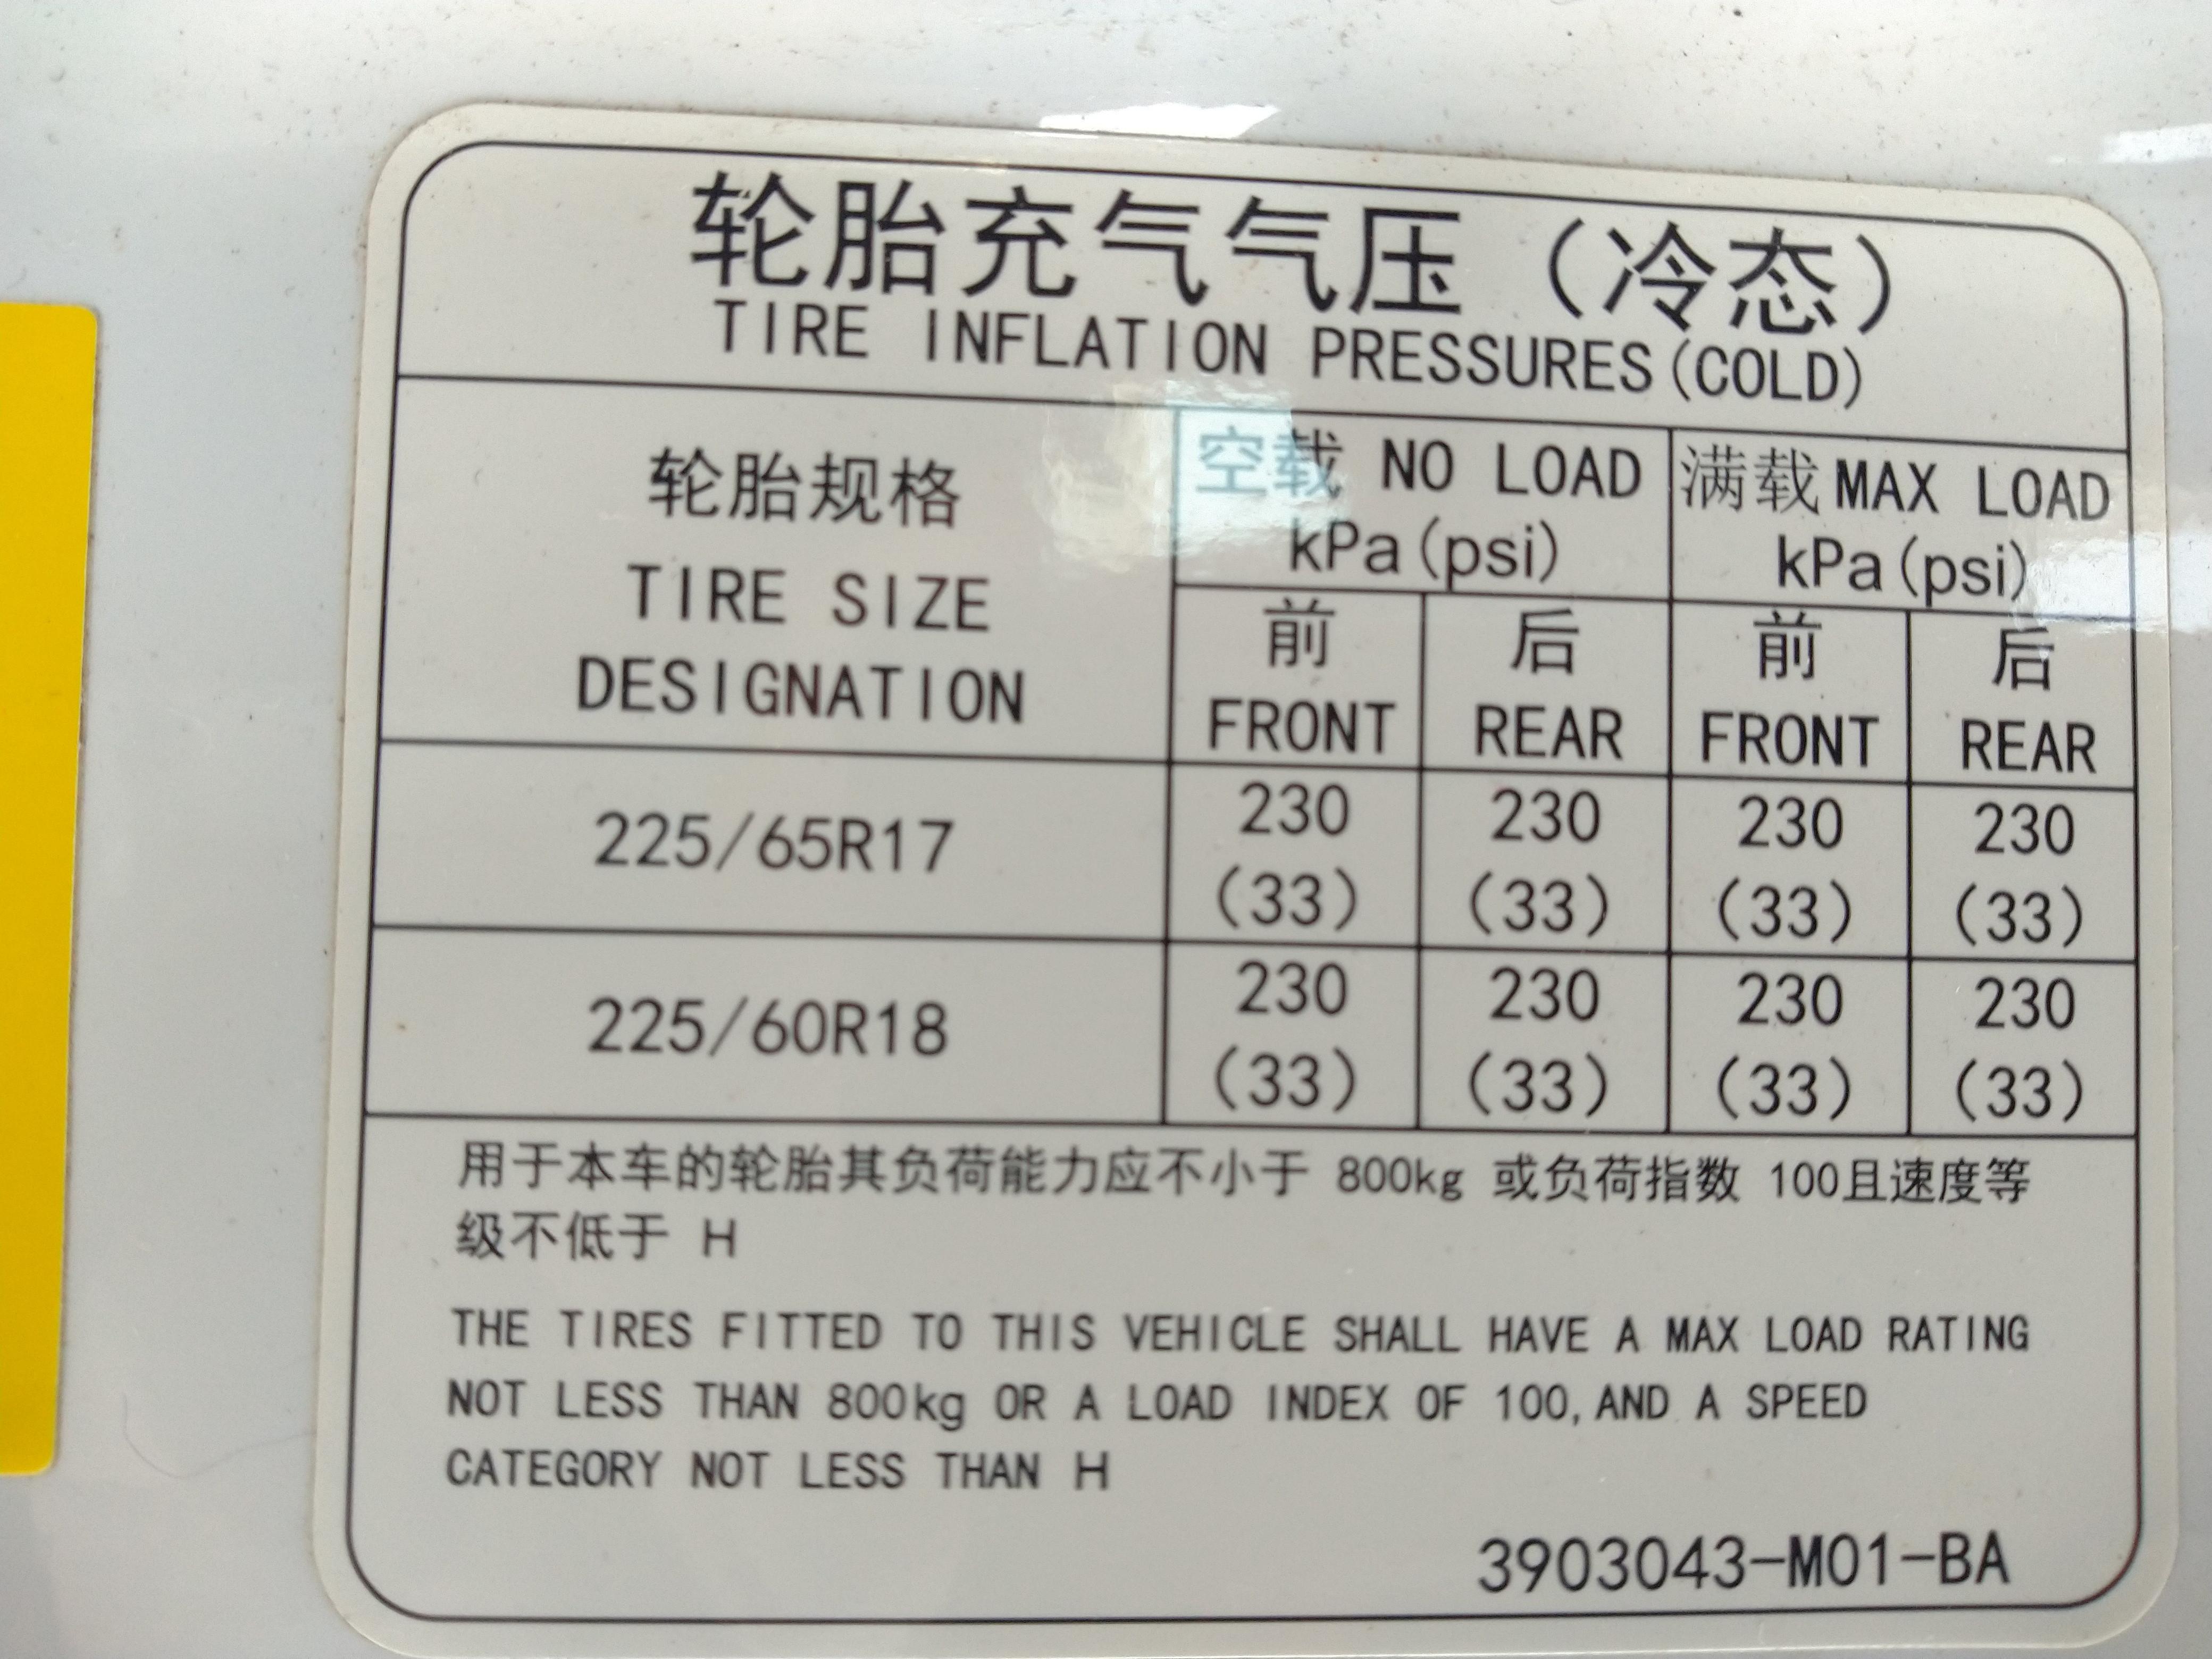 轮胎充气气压（冷态）
TIRE INFLATION PRESSURES(COLD)
轮胎规格
TIRE SIZE
DESIGNATION
空载 NO LOAD
kPa(psi)
满载 MAX LOAD
kPa(psi)
前
FRONT
后
REAR
前
FRONT
后
REAR
225/65R17
230
(33)
230
(33)
230
(33)
230
(33)
225/60R18
230
(33)
230
(33)
230
(33)
230
(33)
用于本车的轮胎其负荷能力应不小于 800kg 或负荷指数 100且速度等
级不低于 H
THE TIRES FITTED TO THIS VEHICLE SHALL HAVE A MAX LOAD RATING
NOT LESS THAN 800kg OR A LOAD INDEX OF 100, AND A SPEED
CATEGORY NOT LESS THAN H
3903043-M01-BA